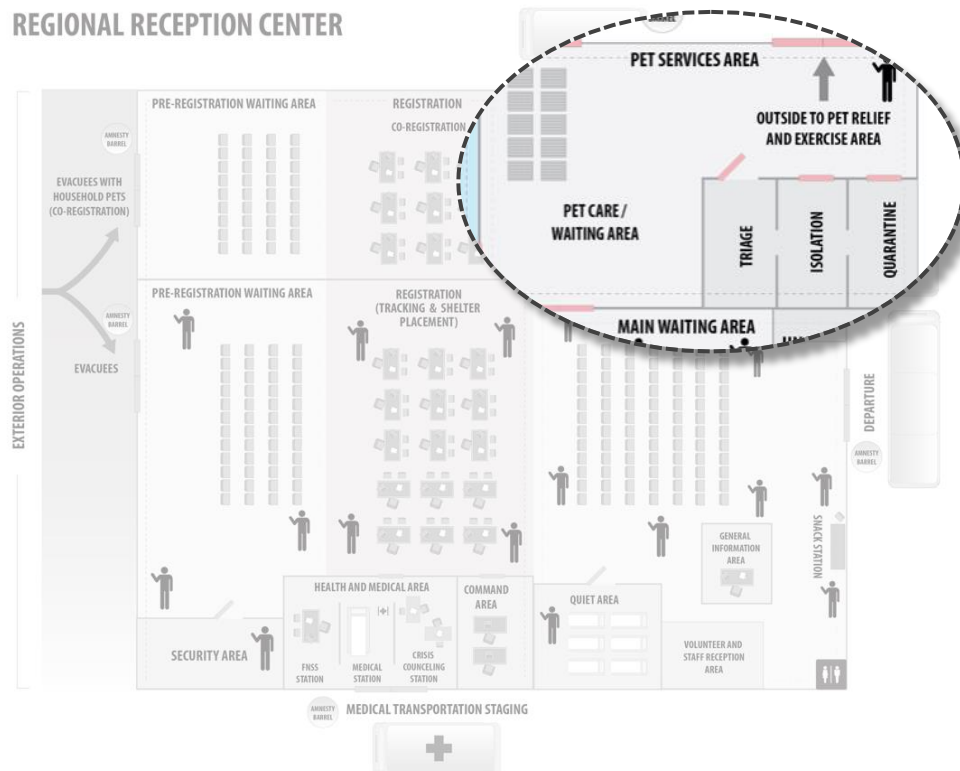 REGIONAL RECEPTION CENTER
PET SERVICES AREA
OUTSIDE TO PET RELIEF
AND EXERCISE AREA
PET CARE /
WAITING AREA
TRIAGE
ISOLATION
QUARANTINE
MAIN WAITING AREA
PRE-REGISTRATION WAITING AREA
REGISTRATION
CO-REGISTRATION
AMNESTY
BARREL
EVACUEES WITH
HOUSEHOLD PETS
(CO-REGISTRATION)
EXTERIOR OPERATIONS
PRE-REGISTRATION WAITING AREA
REGISTRATION
(TRACKING & SHELTER
PLACEMENT)
AMNESTY
BARREL
EVACUEES
DEPARTURE
AMNESTY
BARREL
SNACK STATION
GENERAL
INFORMATION
AREA
HEALTH AND MEDICAL AREA
FNSS
STATION
MEDICAL
STATION
CRISIS
COUNCELING
STATION
COMMAND
AREA
QUIET AREA
SECURITY AREA
VOLUNTEER AND
STAFF RECEPTION
AREA
AMNESTY
BARREL
MEDICAL TRANSPORTATION STAGING